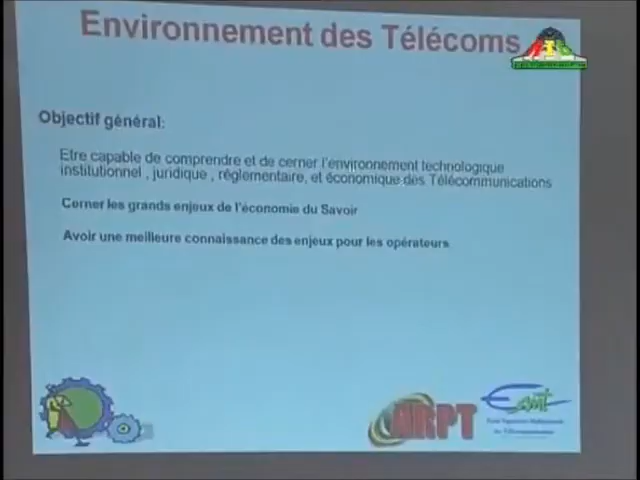 Environnement des Télécoms
Objectif général:
Etre capable de comprendre et de cerner l'environnement technologique
institutionnel , juridique , réglementaire, et économique des Télécommunications
Cerner les grands enjeux de l'économie du Savoir
Avoir une meilleure connaissance des enjeux pour les opérateurs
ARPT